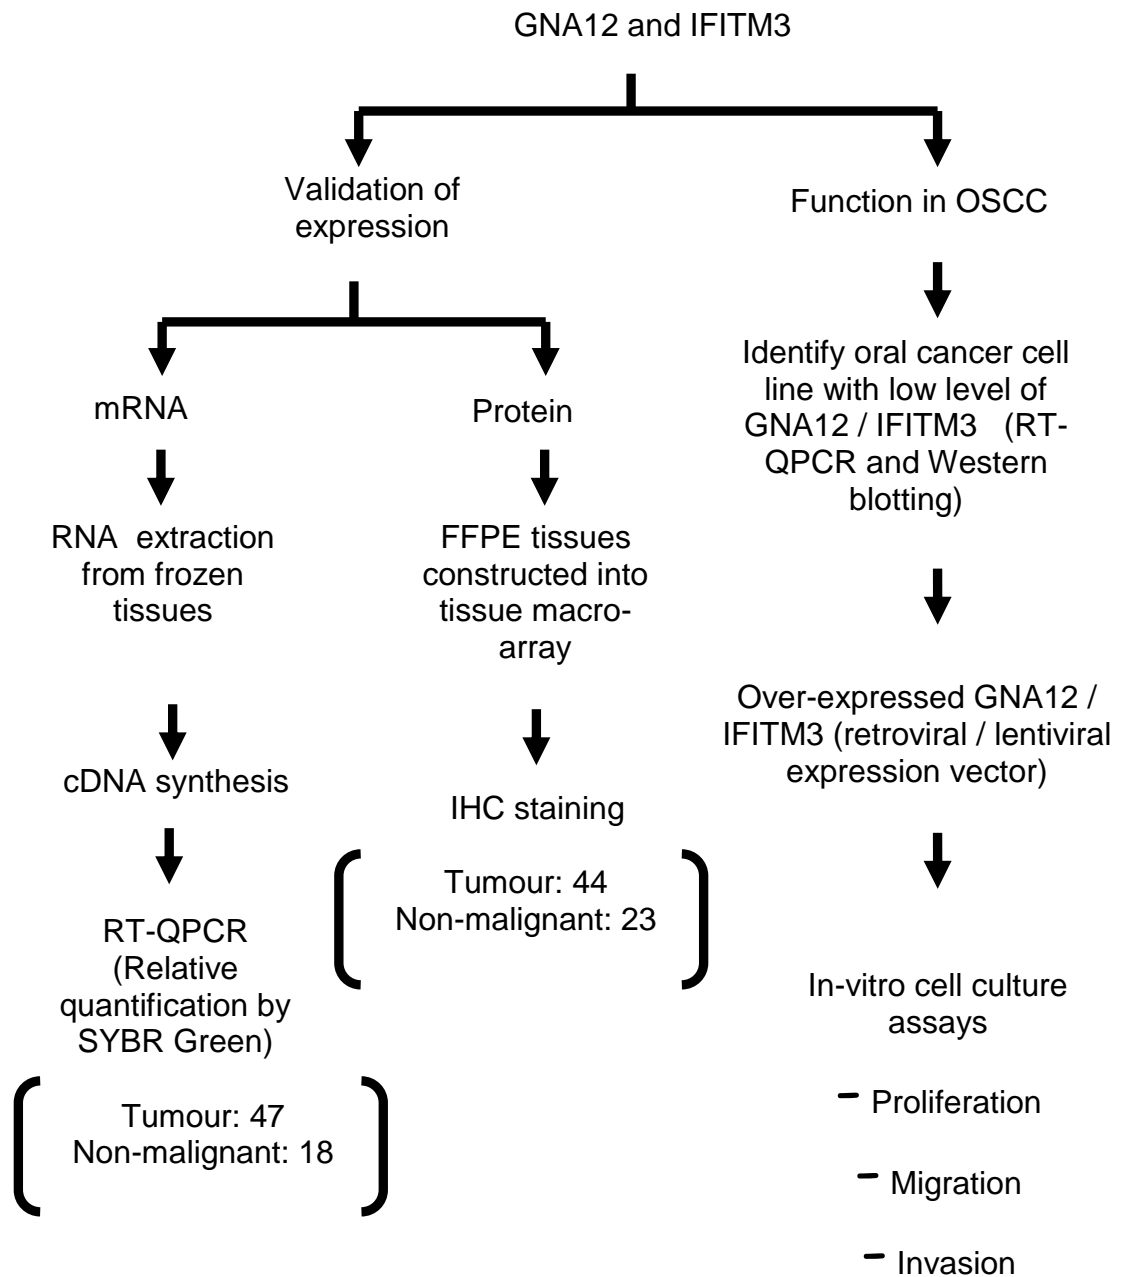 GNA12 and IFITM3
Validation of
expression
Function in OSCC
mRNA
Protein
Identify oral cancer cell
line with low level of
GNA12 / IFITM3 (RT-
QPCR and Western
blotting)
RNA extraction
from frozen
tissues
FFPE tissues
constructed into
tissue macro-
array
Over-expressed GNA12 /
IFITM3 (retroviral / lentiviral
expression vector)
cDNA synthesis
IHC staining
Tumour: 44
Non-malignant: 23
RT-QPCR
(Relative
quantification by
SYBR Green)
Tumour: 47
Non-malignant: 18
In-vitro cell culture
assays
- Proliferation
- Migration
- Invasion